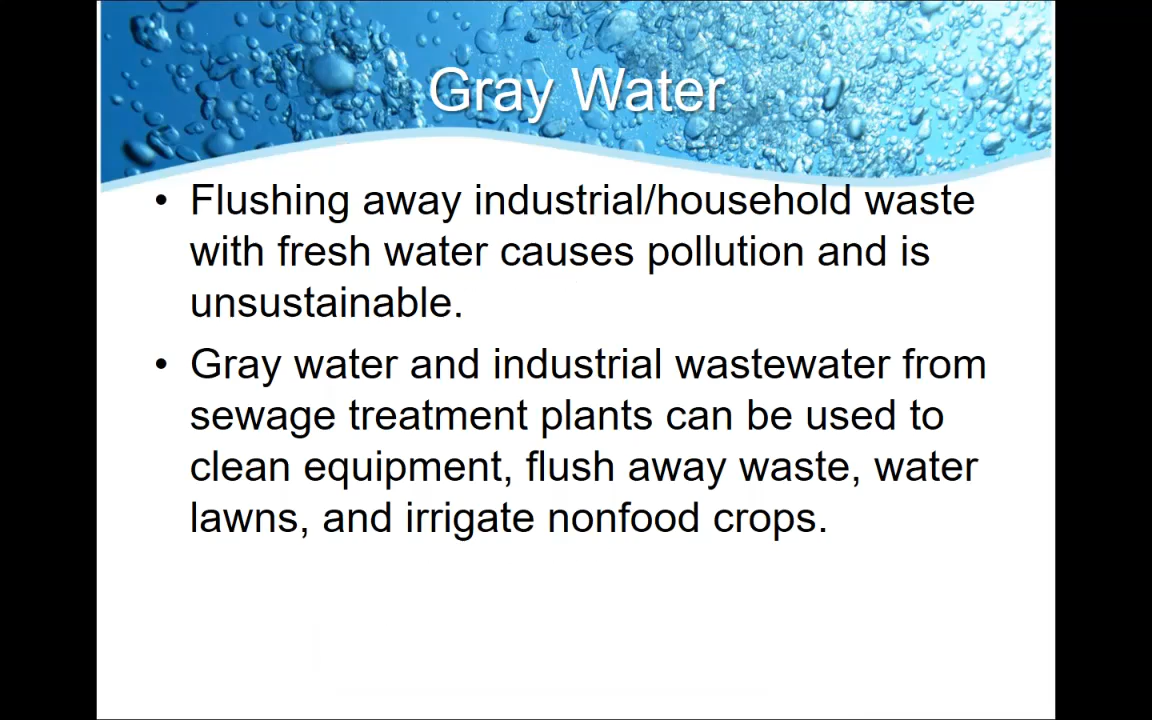 Gray Water
• Flushing away industrial/household waste
with fresh water causes pollution and is
unsustainable.
• Gray water and industrial wastewater from
sewage treatment plants can be used to
clean equipment, flush away waste, water
lawns, and irrigate nonfood crops.